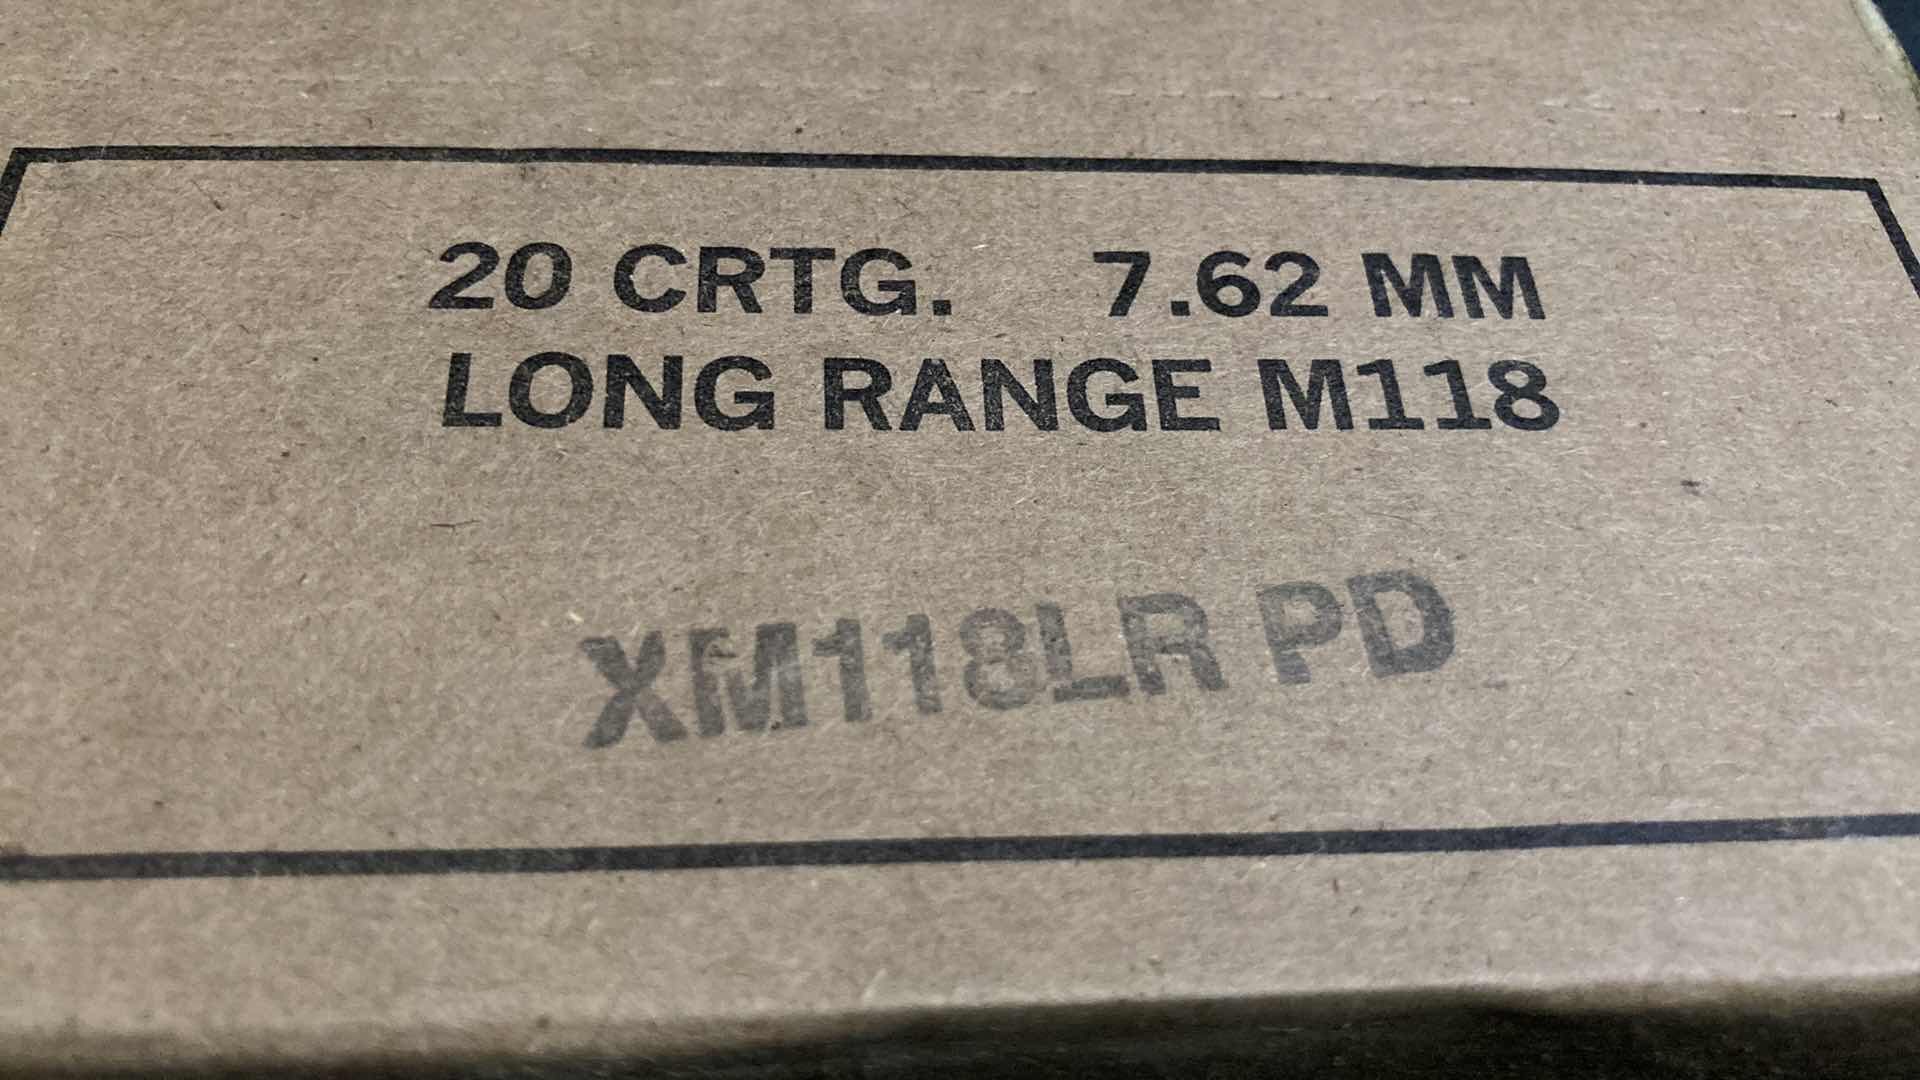 20 CRTG. 7.62 MM
LONG RANGE M118
XM118LR PD